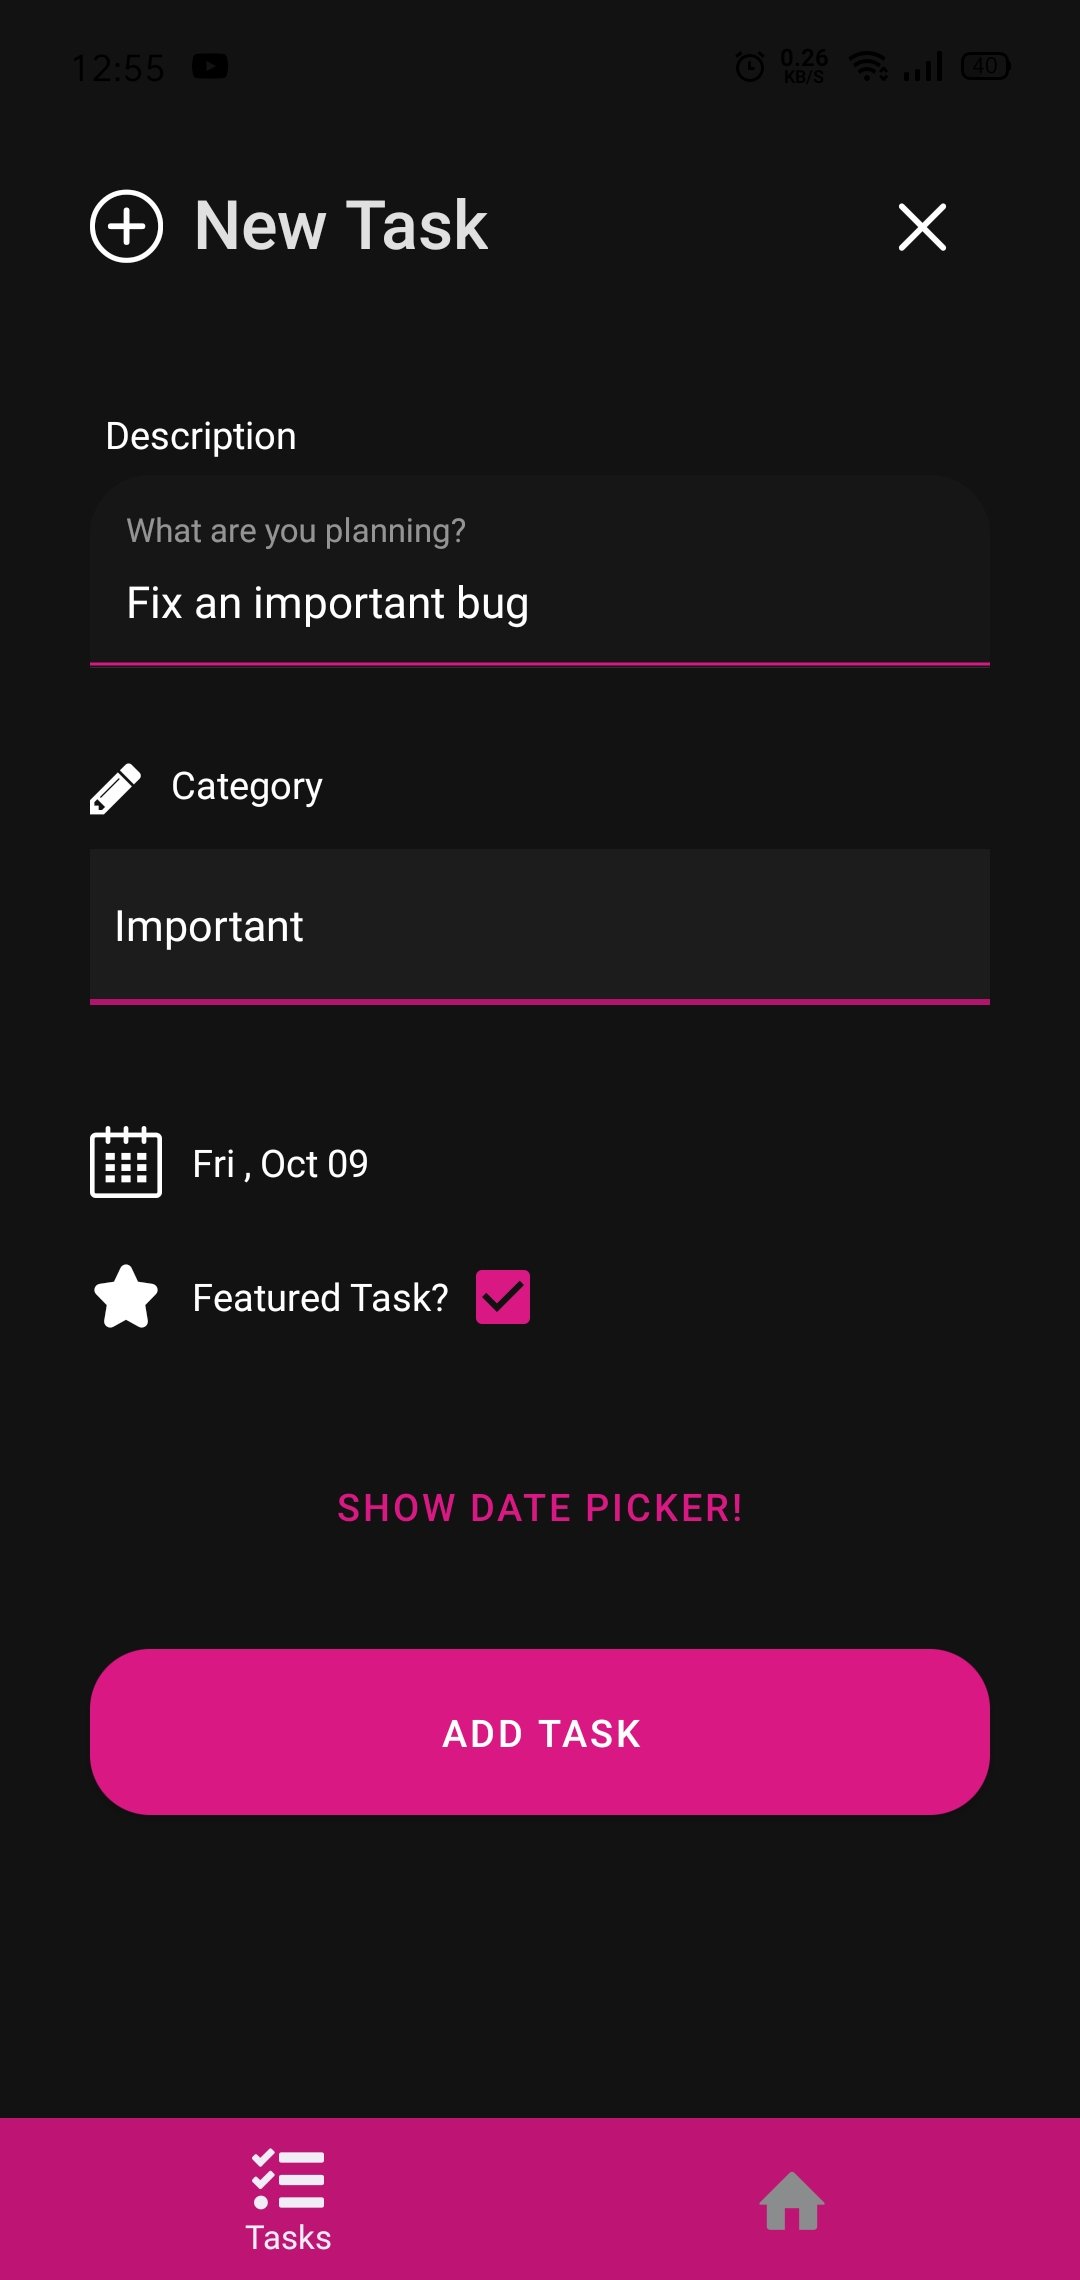 12:55 0.26 KB/S 40
New Task
Description
What are you planning?
Fix an important bug
Category
Important
Fri , Oct 09
Featured Task?
SHOW DATE PICKER!
ADD TASK
Tasks